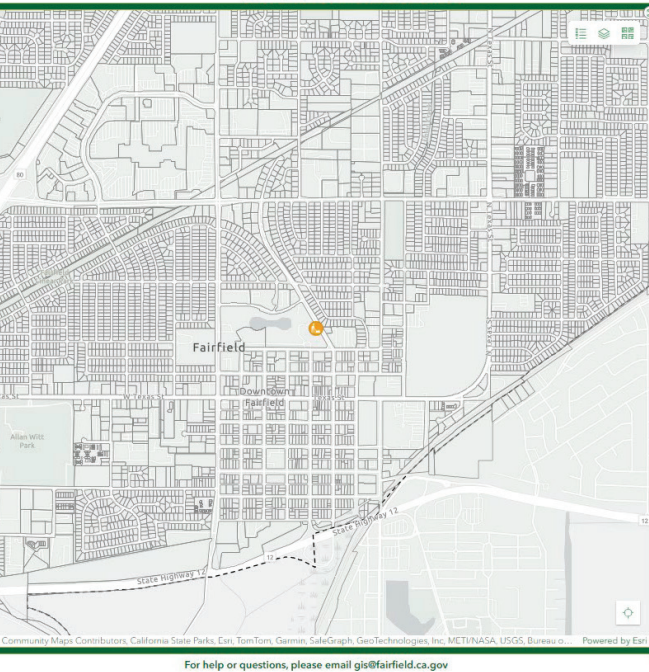 80
Fairfield
Downtown
Fairfield
W Texas St
Texas St
N Texas St
Allen Witt
Park
State Highway 12
12
State Highway 12
12
Community Maps Contributors, California State Parks, Esri, TomTom, Garmin, SafeGraph, GeoTechnologies, Inc, METI/NASA, USGS, Bureau o... Powered by Esri
For help or questions, please email gis@fairfield.ca.gov